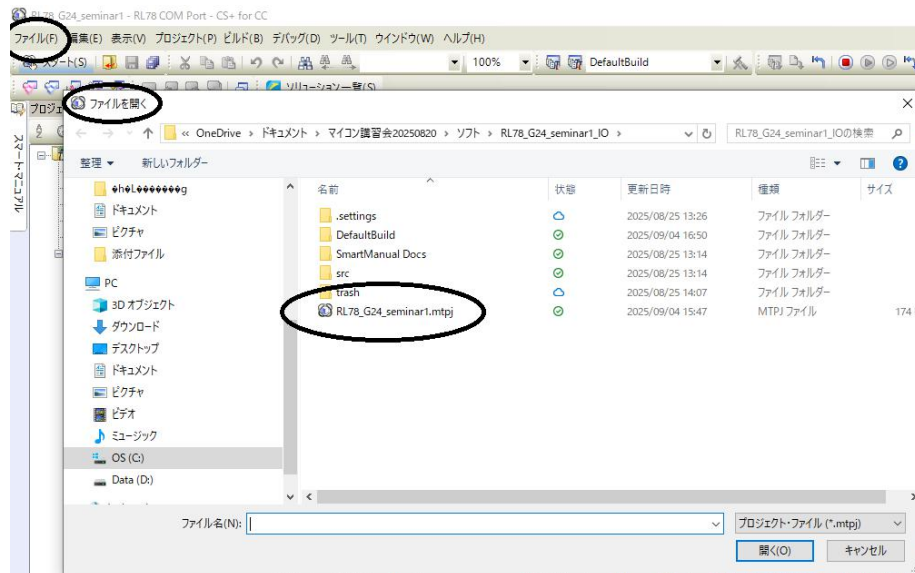 RL78_G24_seminar1 - RL78 COM Port - CS+ for CC
ファイル(F) 編集(E) 表示(V) プロジェクト(P) ビルド(B) デバッグ(D) ツール(T) ウインドウ(W) ヘルプ(H)
100% DefaultBuild
ファイルを開く
スマート・マニュアル
« OneDrive › ドキュメント › マイコン講習会20250820 › ソフト › RL78_G24_seminar1_IO ›
RL78_G24_seminar1_IOの検索
整理 新しいフォルダー
名前 状態 更新日時 種類 サイズ
ドキュメント
ピクチャ
添付ファイル
PC
3D オブジェクト
ダウンロード
デスクトップ
ドキュメント
ピクチャ
ビデオ
ミュージック
OS (C:)
Data (D:)
.settings 2025/08/25 13:26 ファイル フォルダー
DefaultBuild 2025/09/04 16:50 ファイル フォルダー
SmartManual Docs 2025/08/25 13:14 ファイル フォルダー
src 2025/08/25 13:14 ファイル フォルダー
trash 2025/08/25 14:07 ファイル フォルダー
RL78_G24_seminar1.mtpj 2025/09/04 15:47 MTPJ ファイル 174
ファイル名(N):
プロジェクト・ファイル (*.mtpj)
開く(O) キャンセル